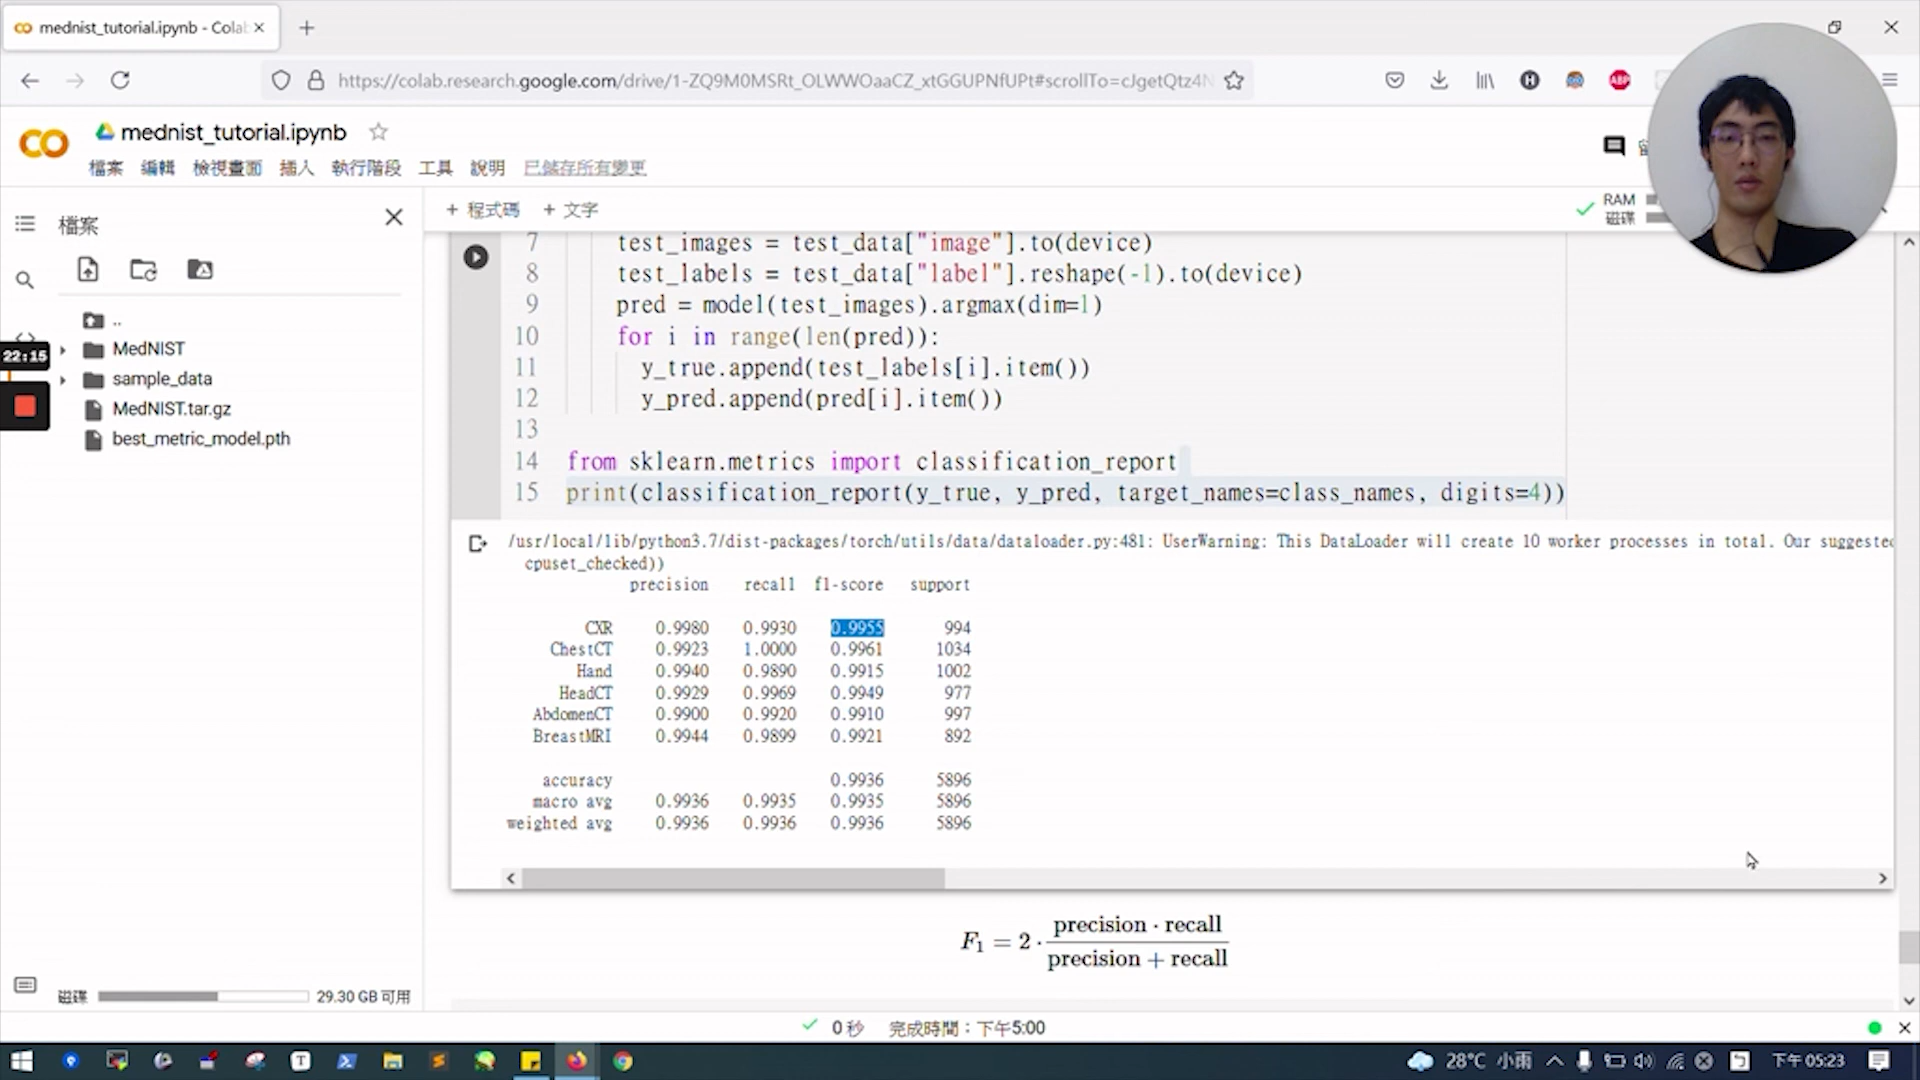 mednist_tutorial.ipynb - Colab
https://colab.research.google.com/drive/1-ZQ9M0MSRt_OLWWOaaCZ_xtGGUPNfUPt#scrollTo=cJgetQtz4N
mednist_tutorial.ipynb
檔案 編輯 檢視畫面 插入 執行階段 工具 說明 已儲存所有變更
檔案
+ 程式碼 + 文字
RAM
磁碟
..
MedNIST
sample_data
MedNIST.tar.gz
best_metric_model.pth
22:15
7 test_images = test_data["image"].to(device)
8 test_labels = test_data["label"].reshape(-1).to(device)
9 pred = model(test_images).argmax(dim=1)
10 for i in range(len(pred)):
11 y_true.append(test_labels[i].item())
12 y_pred.append(pred[i].item())
13
14 from sklearn.metrics import classification_report
15 print(classification_report(y_true, y_pred, target_names=class_names, digits=4))
/usr/local/lib/python3.7/dist-packages/torch/utils/data/dataloader.py:481: UserWarning: This DataLoader will create 10 worker processes in total. Our suggested
cpuset_checked))
precision recall f1-score support
CXR 0.9980 0.9930 0.9955 994
ChestCT 0.9923 1.0000 0.9961 1034
Hand 0.9940 0.9890 0.9915 1002
HeadCT 0.9929 0.9969 0.9949 977
AbdomenCT 0.9900 0.9920 0.9910 997
BreastMRI 0.9944 0.9899 0.9921 892
accuracy 0.9936 5896
macro avg 0.9936 0.9935 0.9935 5896
weighted avg 0.9936 0.9936 0.9936 5896
F₁ = 2 · precision · recall
precision + recall
磁碟 29.30 GB 可用
0 秒 完成時間：下午5:00
28°C 小雨 下午 05:23